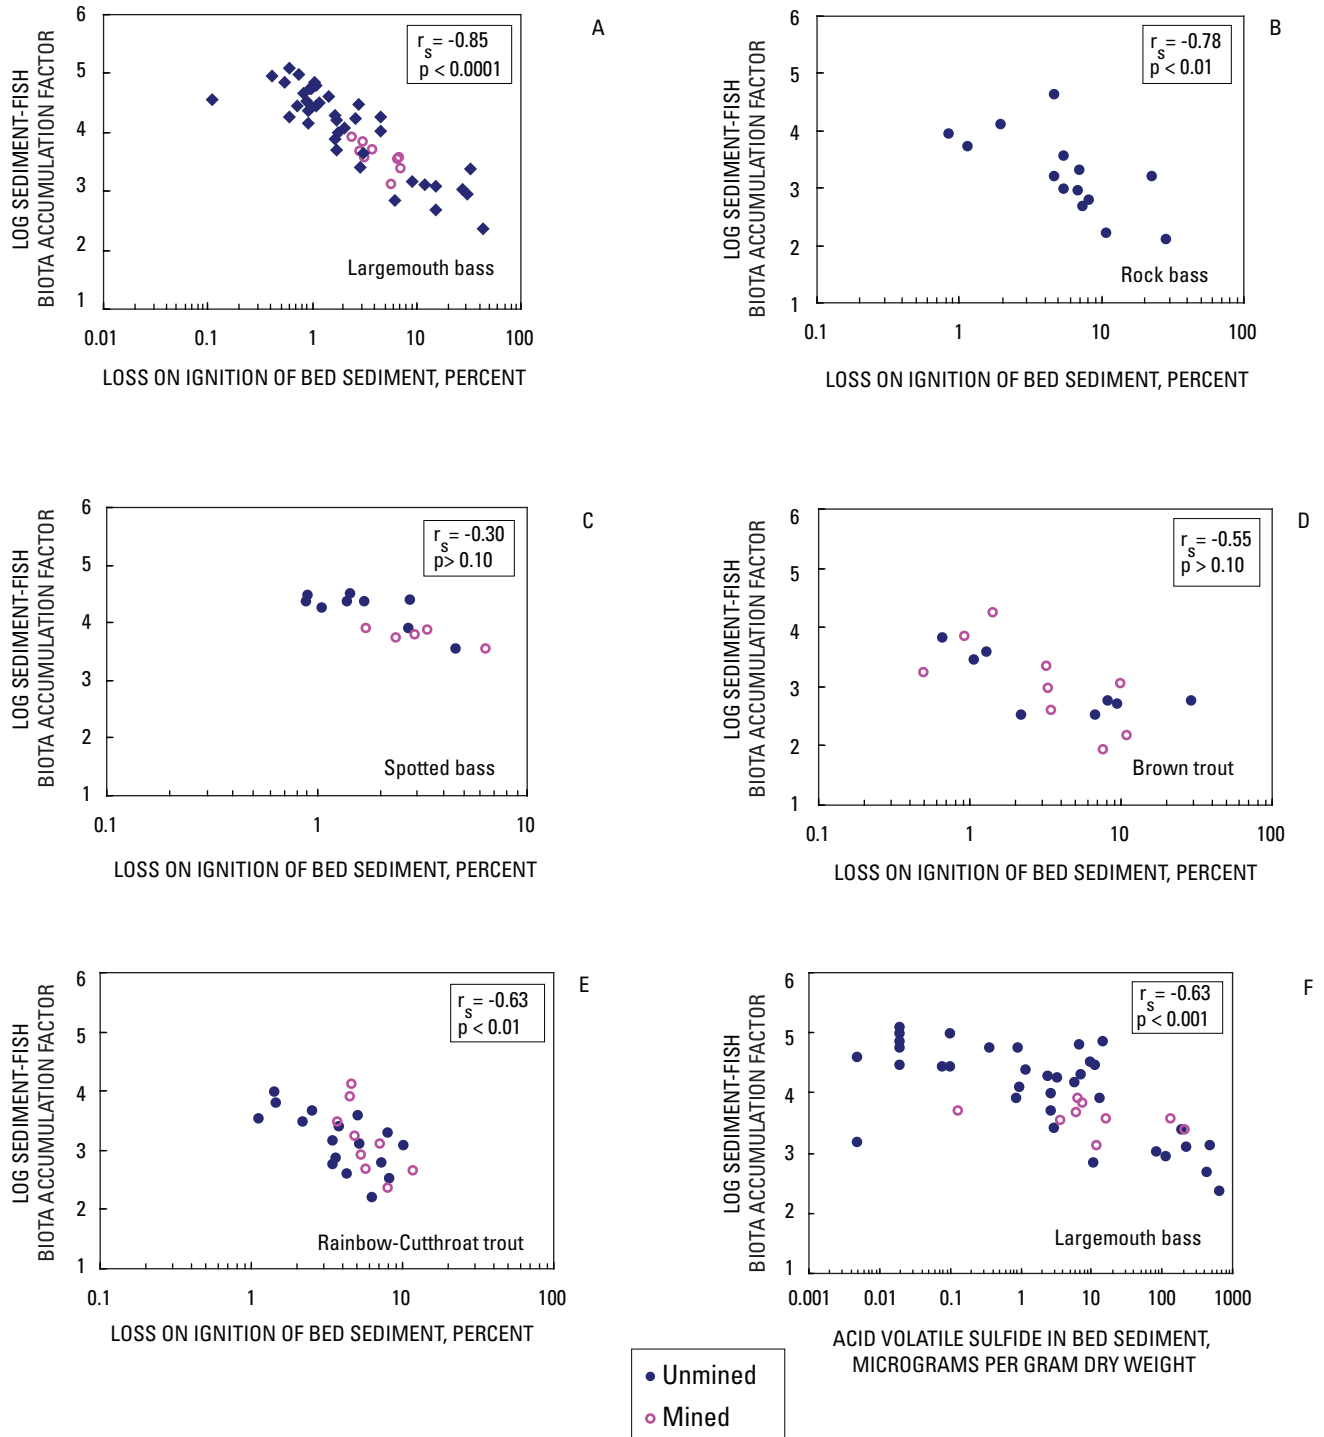 A
LOG SEDIMENT-FISH
BIOTA ACCUMULATION FACTOR
6
5
4
3
2
1
rs= -0.85
p < 0.0001
Largemouth bass
0.01 0.1 1 10 100
LOSS ON IGNITION OF BED SEDIMENT, PERCENT
B
LOG SEDIMENT-FISH
BIOTA ACCUMULATION FACTOR
6
5
4
3
2
1
rs= -0.78
p < 0.01
Rock bass
0.1 1 10 100
LOSS ON IGNITION OF BED SEDIMENT, PERCENT
C
LOG SEDIMENT-FISH
BIOTA ACCUMULATION FACTOR
6
5
4
3
2
1
rs= -0.30
p> 0.10
Spotted bass
0.1 1 10
LOSS ON IGNITION OF BED SEDIMENT, PERCENT
D
LOG SEDIMENT-FISH
BIOTA ACCUMULATION FACTOR
6
5
4
3
2
1
rs= -0.55
p > 0.10
Brown trout
0.1 1 10 100
LOSS ON IGNITION OF BED SEDIMENT, PERCENT
E
LOG SEDIMENT-FISH
BIOTA ACCUMULATION FACTOR
6
5
4
3
2
1
rs= -0.63
p < 0.01
Rainbow-Cutthroat trout
0.1 1 10 100
LOSS ON IGNITION OF BED SEDIMENT, PERCENT
F
LOG SEDIMENT-FISH
BIOTA ACCUMULATION FACTOR
6
5
4
3
2
1
rs= -0.63
p < 0.001
Largemouth bass
0.001 0.01 0.1 1 10 100 1000
ACID VOLATILE SULFIDE IN BED SEDIMENT,
MICROGRAMS PER GRAM DRY WEIGHT
Unmined
Mined